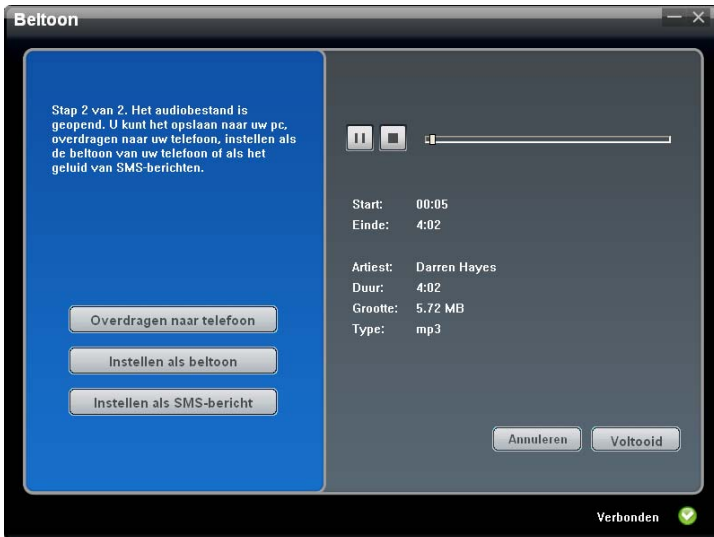 Beltoon
Stap 2 van 2. Het audiobestand is
geopend. U kunt het opslaan naar uw pc,
overdragen naar uw telefoon, instellen als
de beltoon van uw telefoon of als het
geluid van SMS-berichten.
Overdragen naar telefoon
Instellen als beltoon
Instellen als SMS-bericht
Start: 00:05
Einde: 4:02
Artiest: Darren Hayes
Duur: 4:02
Grootte: 5.72 MB
Type: mp3
Annuleren Voltooid
Verbonden